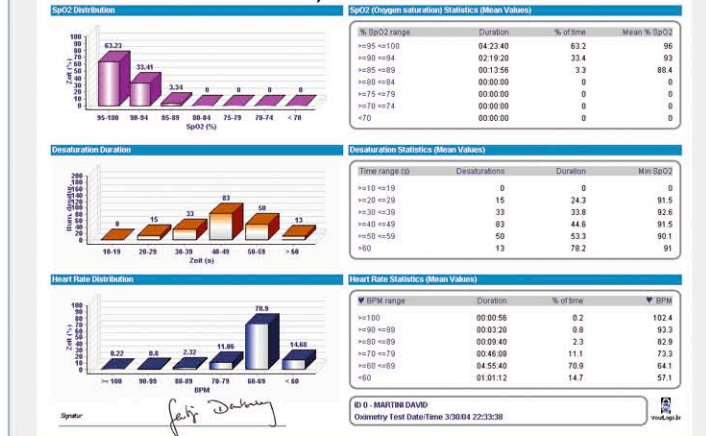 SpO2 Distribution
SpO2 (Oxygen saturation) Statistics (Mean Values)
Zeit (%)
100
90
80
70
60
50
40
30
20
10
0
63.23 33.41 3.34 0 0 0 0
95-100 90-94 85-89 80-84 75-79 70-74 < 70
SpO2 (%)
% SpO2 range Duration % of time Mean % SpO2
>=95 <=100 04:23:40 63.2 96
>=90 <=94 02:19:20 33.4 93
>=85 <=89 00:13:56 3.3 88.4
>=80 <=84 00:00:00 0 0
>=75 <=79 00:00:00 0 0
>=70 <=74 00:00:00 0 0
<70 00:00:00 0 0
Desaturation Duration
Desaturation Statistics (Mean Values)
Num. desatur.
200
180
160
140
120
100
80
60
40
20
0
0 15 33 83 50 13
10-19 20-29 30-39 40-49 50-59 > 60
Zeit (s)
Time range (s) Desaturations Duration Min SpO2
>=10 <=19 0 0 0
>=20 <=29 15 24.3 91.5
>=30 <=39 33 33.8 92.6
>=40 <=49 83 44.6 91.5
>=50 <=59 50 53.3 90.1
>60 13 78.2 91
Heart Rate Distribution
Heart Rate Statistics (Mean Values)
Zeit (%)
100
90
80
70
60
50
40
30
20
10
0
0.22 0.8 2.32 11.06 70.9 14.68
>= 100 90-99 80-89 70-79 60-69 < 60
BPM
♥ BPM range Duration % of time ♥ BPM
>=100 00:00:56 0.2 102.4
>=90 <=99 00:03:20 0.8 93.3
>=80 <=89 00:09:40 2.3 82.9
>=70 <=79 00:46:08 11.1 73.3
>=60 <=69 04:55:40 70.9 64.1
<60 01:01:12 14.7 57.1
Signatur
ID 0 - MARTINI DAVID
Oximetry Test Date/Time 3/30/04 22:33:38